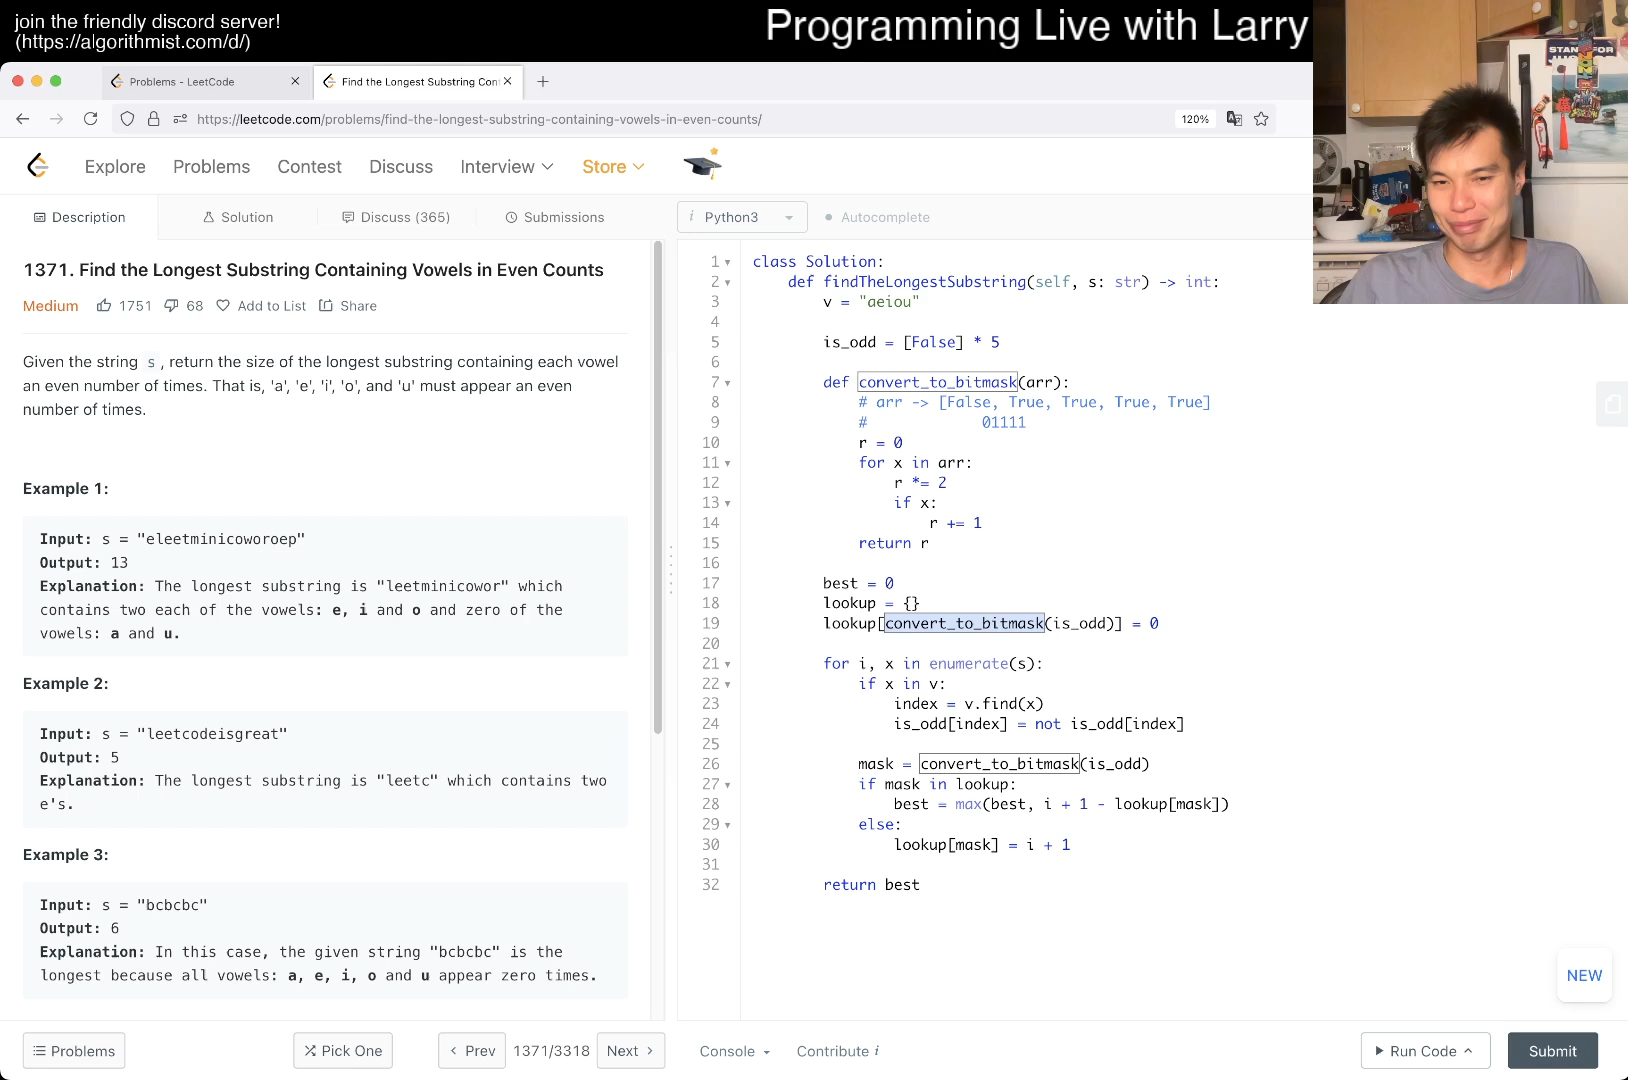 join the friendly discord server!
(https://algorithmist.com/d/)
Programming Live with Larry
Problems - LeetCode
Find the Longest Substring Con
https://leetcode.com/problems/find-the-longest-substring-containing-vowels-in-even-counts/
120%
Explore
Problems
Contest
Discuss
Interview
Store
Description
Solution
Discuss (365)
Submissions
i Python3
Autocomplete
1371. Find the Longest Substring Containing Vowels in Even Counts
Medium
1751
68
Add to List
Share
Given the string s, return the size of the longest substring containing each vowel
an even number of times. That is, 'a', 'e', 'i', 'o', and 'u' must appear an even
number of times.
Example 1:
Input: s = "eleetminicoworoep"
Output: 13
Explanation: The longest substring is "leetminicowor" which
contains two each of the vowels: e, i and o and zero of the
vowels: a and u.
Example 2:
Input: s = "leetcodeisgreat"
Output: 5
Explanation: The longest substring is "leetc" which contains two
e's.
Example 3:
Input: s = "bcbcbc"
Output: 6
Explanation: In this case, the given string "bcbcbc" is the
longest because all vowels: a, e, i, o and u appear zero times.
1 class Solution:
2 def findTheLongestSubstring(self, s: str) -> int:
3 v = "aeiou"
4
5 is_odd = [False] * 5
6
7 def convert_to_bitmask(arr):
8 # arr -> [False, True, True, True, True]
9 # 01111
10 r = 0
11 for x in arr:
12 r *= 2
13 if x:
14 r += 1
15 return r
16
17 best = 0
18 lookup = {}
19 lookup[convert_to_bitmask(is_odd)] = 0
20
21 for i, x in enumerate(s):
22 if x in v:
23 index = v.find(x)
24 is_odd[index] = not is_odd[index]
25
26 mask = convert_to_bitmask(is_odd)
27 if mask in lookup:
28 best = max(best, i + 1 - lookup[mask])
29 else:
30 lookup[mask] = i + 1
31
32 return best
NEW
Problems
Pick One
Prev
1371/3318
Next
Console
Contribute i
Run Code
Submit